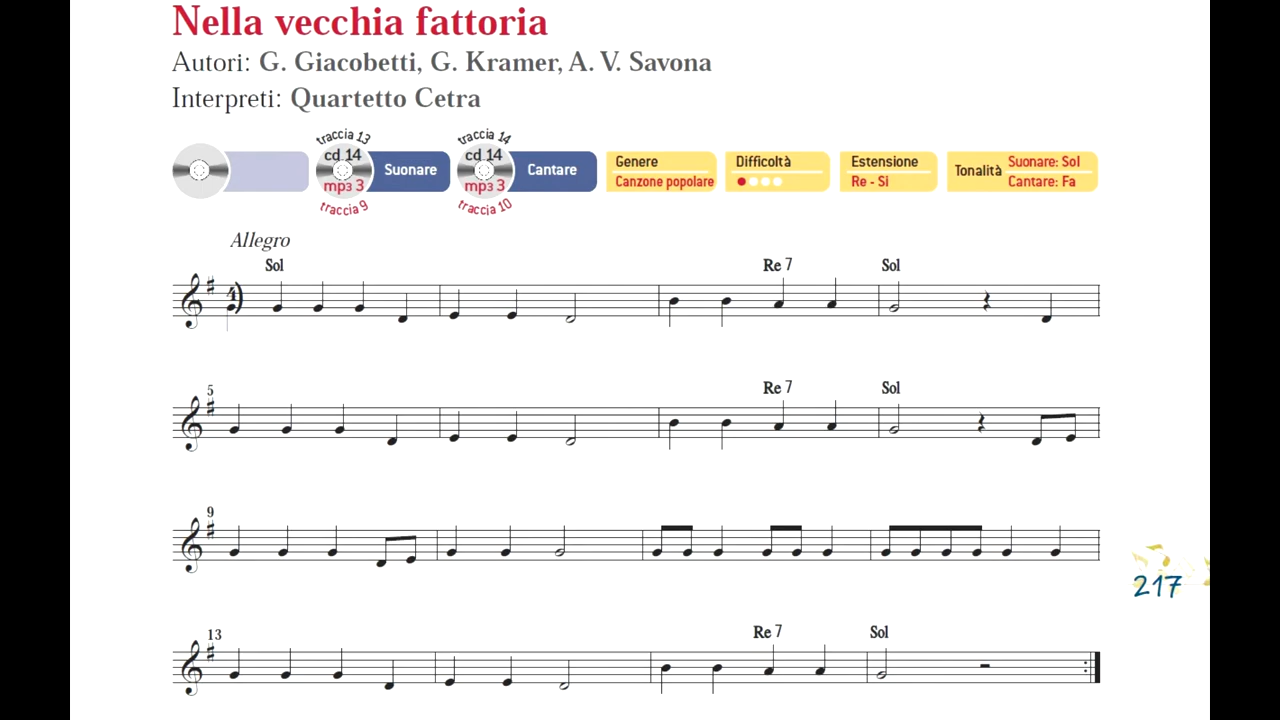 Nella vecchia fattoria
Autori: G. Giacobetti, G. Kramer, A. V. Savona
Interpreti: Quartetto Cetra
traccia 13
cd 14
mp3 3
traccia 9
Suonare
traccia 14
cd 14
mp3 3
traccia 10
Cantare
Genere
Canzone popolare
Difficoltà
Estensione
Re - Si
Tonalità
Suonare: Sol
Cantare: Fa
Allegro
Sol Re 7 Sol
5 Re 7 Sol
9
217
13 Re 7 Sol